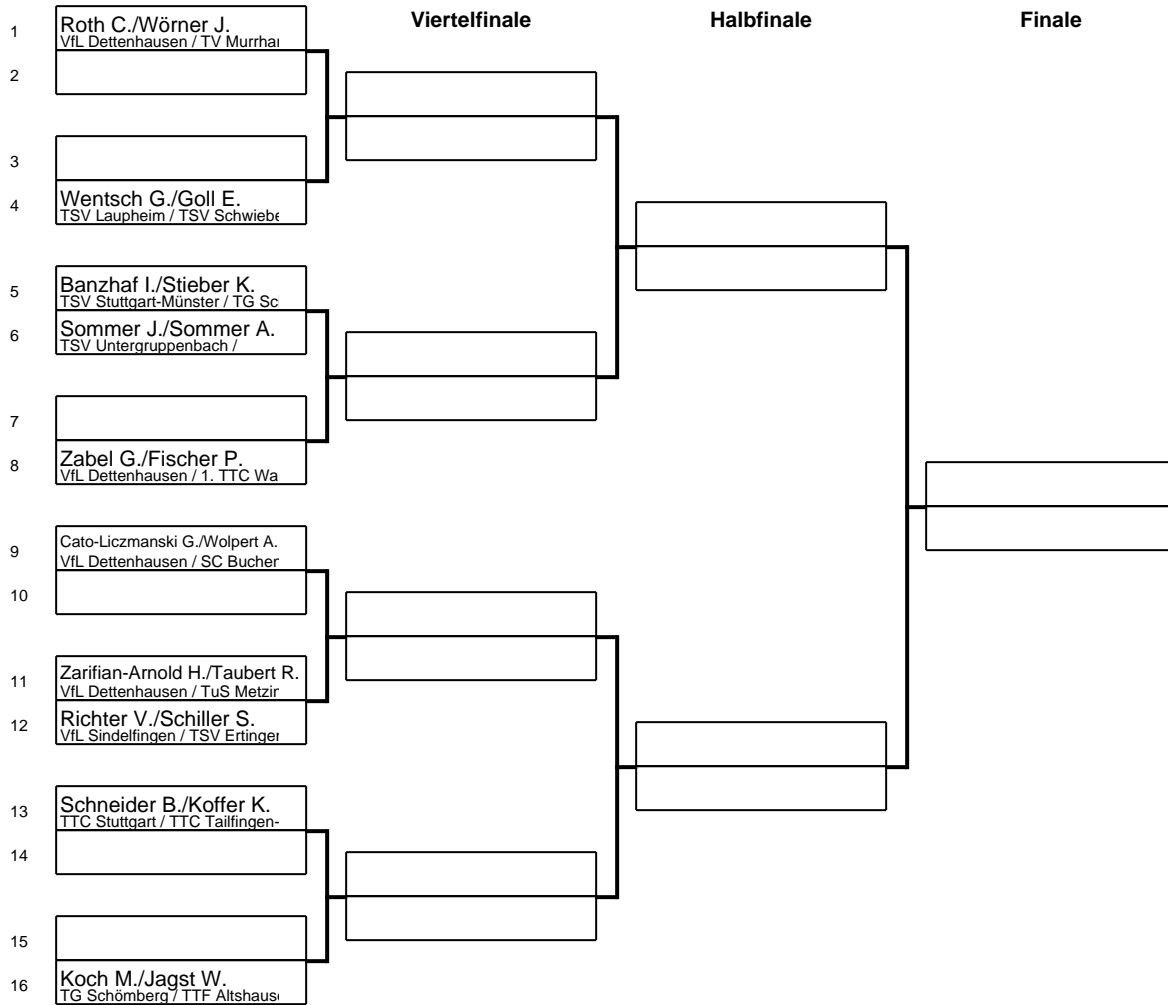 Viertelfinale Halbfinale Finale
1 Roth C./Wörner J.
VfL Dettenhausen / TV Murrhar
2
3
4 Wentsch G./Goll E.
TSV Laupheim / TSV Schwiebe
5 Banzhaf I./Stieber K.
TSV Stuttgart-Münster / TG Sc
6 Sommer J./Sommer A.
TSV Untergruppenbach /
7
8 Zabel G./Fischer P.
VfL Dettenhausen / 1. TTC Wa
9 Cato-Liczmanski G./Wolpert A.
VfL Dettenhausen / SC Bucher
10
11 Zarifian-Arnold H./Taubert R.
VfL Dettenhausen / TuS Metzin
12 Richter V./Schiller S.
VfL Sindelfingen / TSV Ertinger
13 Schneider B./Koffer K.
TTC Stuttgart / TTC Tailfingen-
14
15
16 Koch M./Jagst W.
TG Schömberg / TTF Altshause